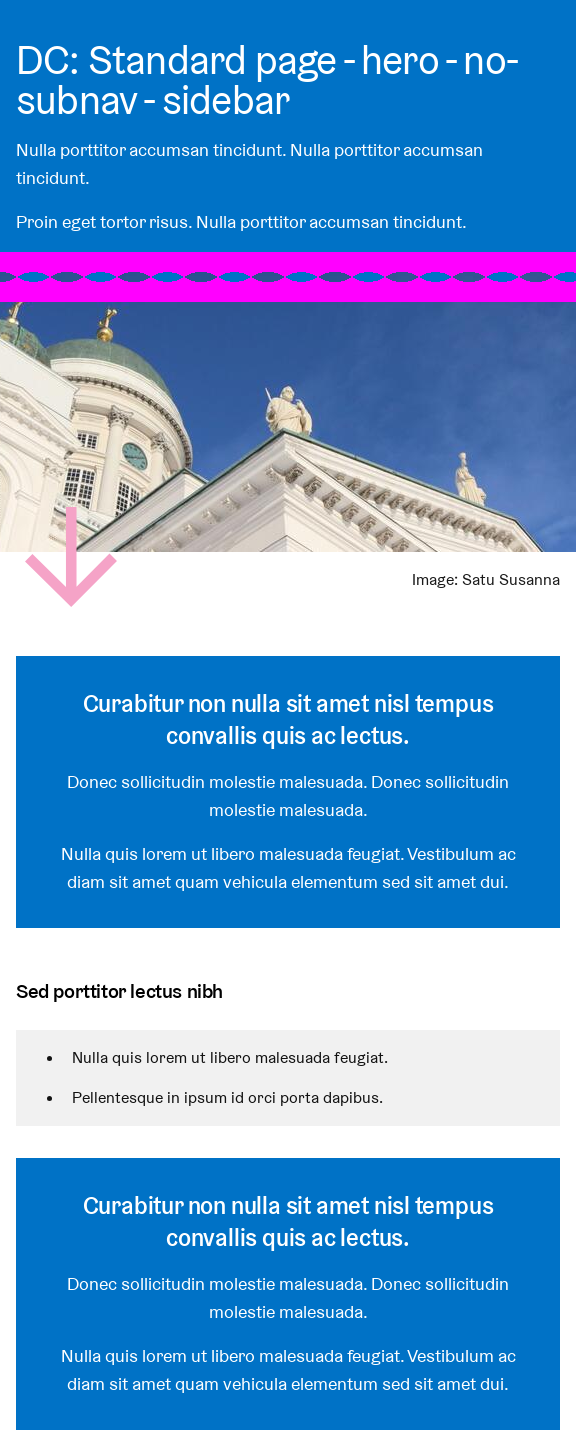 DC: Standard page - hero - no-
subnav - sidebar
Nulla porttitor accumsan tincidunt. Nulla porttitor accumsan
tincidunt.
Proin eget tortor risus. Nulla porttitor accumsan tincidunt.
Image: Satu Susanna
Curabitur non nulla sit amet nisl tempus
convallis quis ac lectus.
Donec sollicitudin molestie malesuada. Donec sollicitudin
molestie malesuada.
Nulla quis lorem ut libero malesuada feugiat. Vestibulum ac
diam sit amet quam vehicula elementum sed sit amet dui.
Sed porttitor lectus nibh
• Nulla quis lorem ut libero malesuada feugiat.
• Pellentesque in ipsum id orci porta dapibus.
Curabitur non nulla sit amet nisl tempus
convallis quis ac lectus.
Donec sollicitudin molestie malesuada. Donec sollicitudin
molestie malesuada.
Nulla quis lorem ut libero malesuada feugiat. Vestibulum ac
diam sit amet quam vehicula elementum sed sit amet dui.